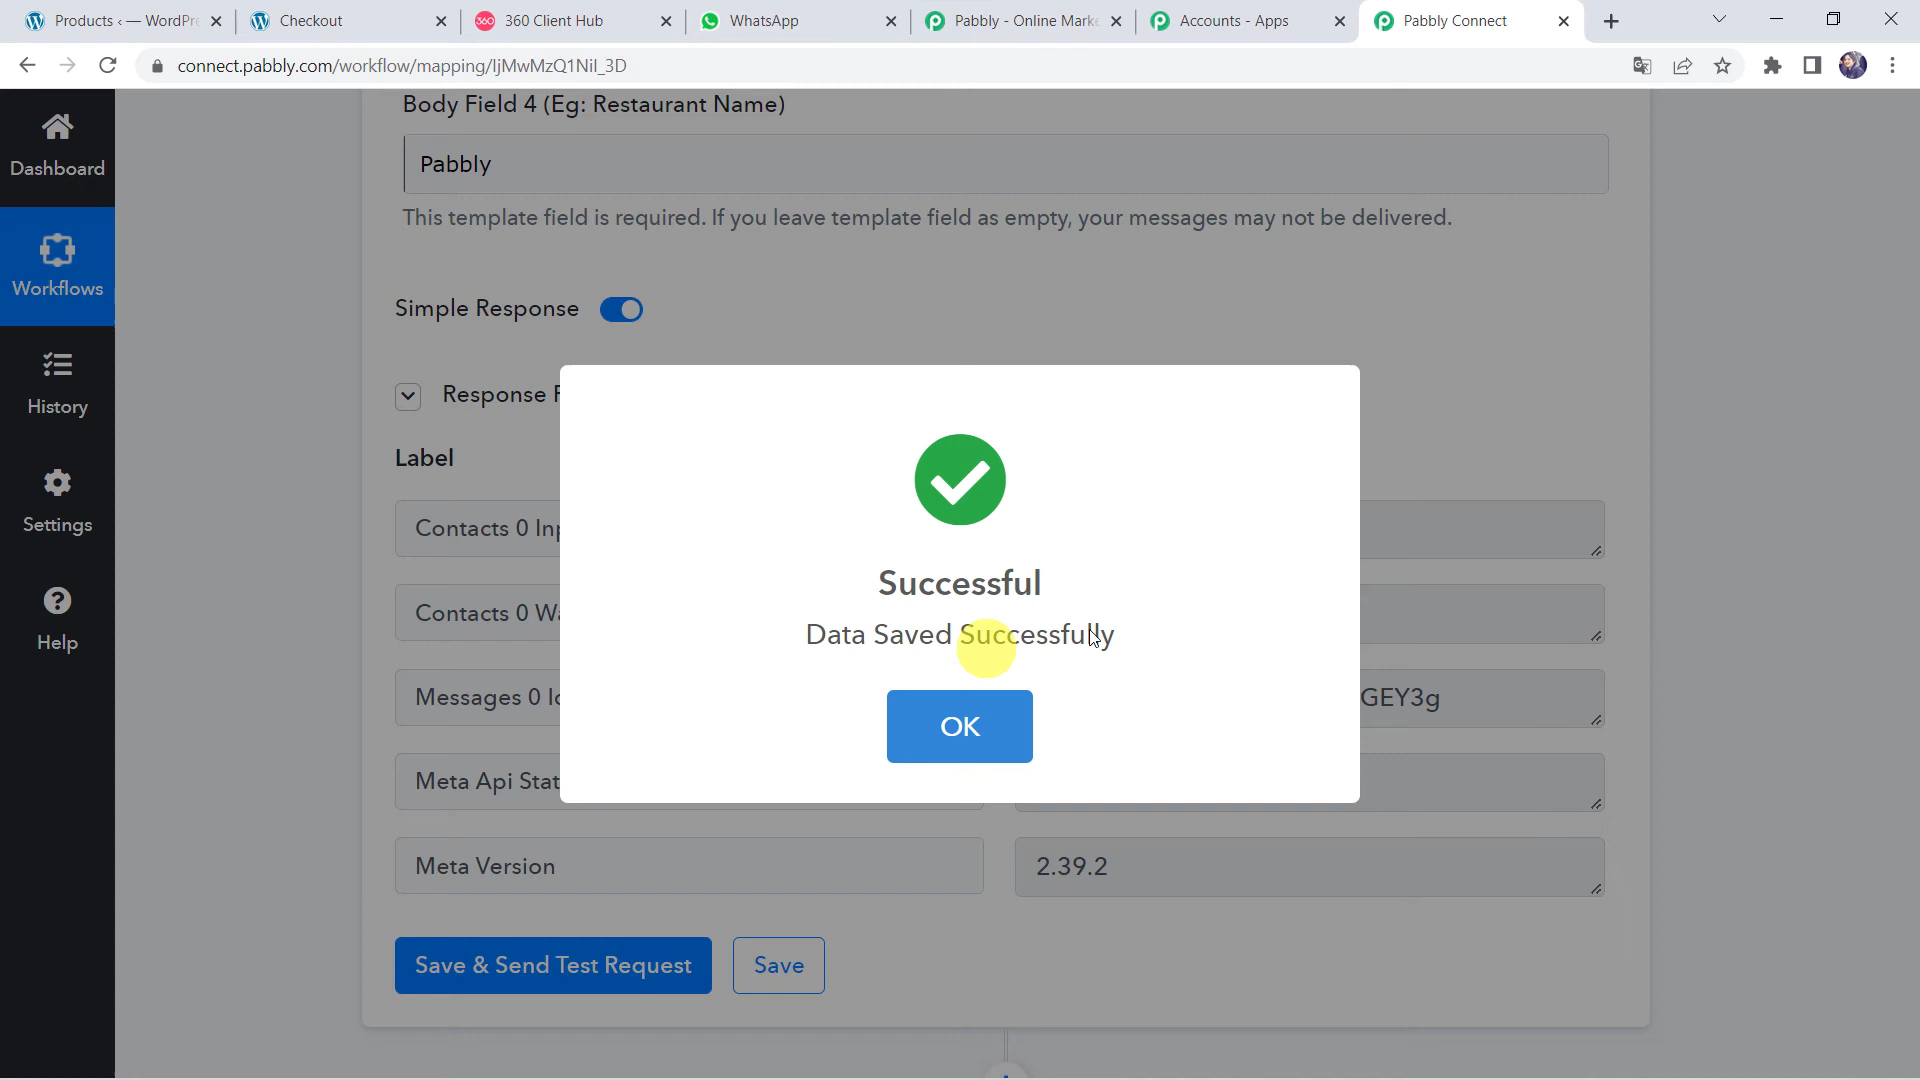 Products ‹ — WordPre
Checkout
360 Client Hub
WhatsApp
Pabbly - Online Marke
Accounts - Apps
Pabbly Connect
connect.pabbly.com/workflow/mapping/IjMwMzQ1NiI_3D
Dashboard
Workflows
History
Settings
Help
Body Field 4 (Eg: Restaurant Name)
Pabbly
This template field is required. If you leave template field as empty, your messages may not be delivered.
Simple Response
Response
Label
Contacts 0 Inp
Contacts 0 Wa
Messages 0 Id
GEY3g
Meta Api Stat
Meta Version
2.39.2
Successful
Data Saved Successfully
OK
Save & Send Test Request
Save